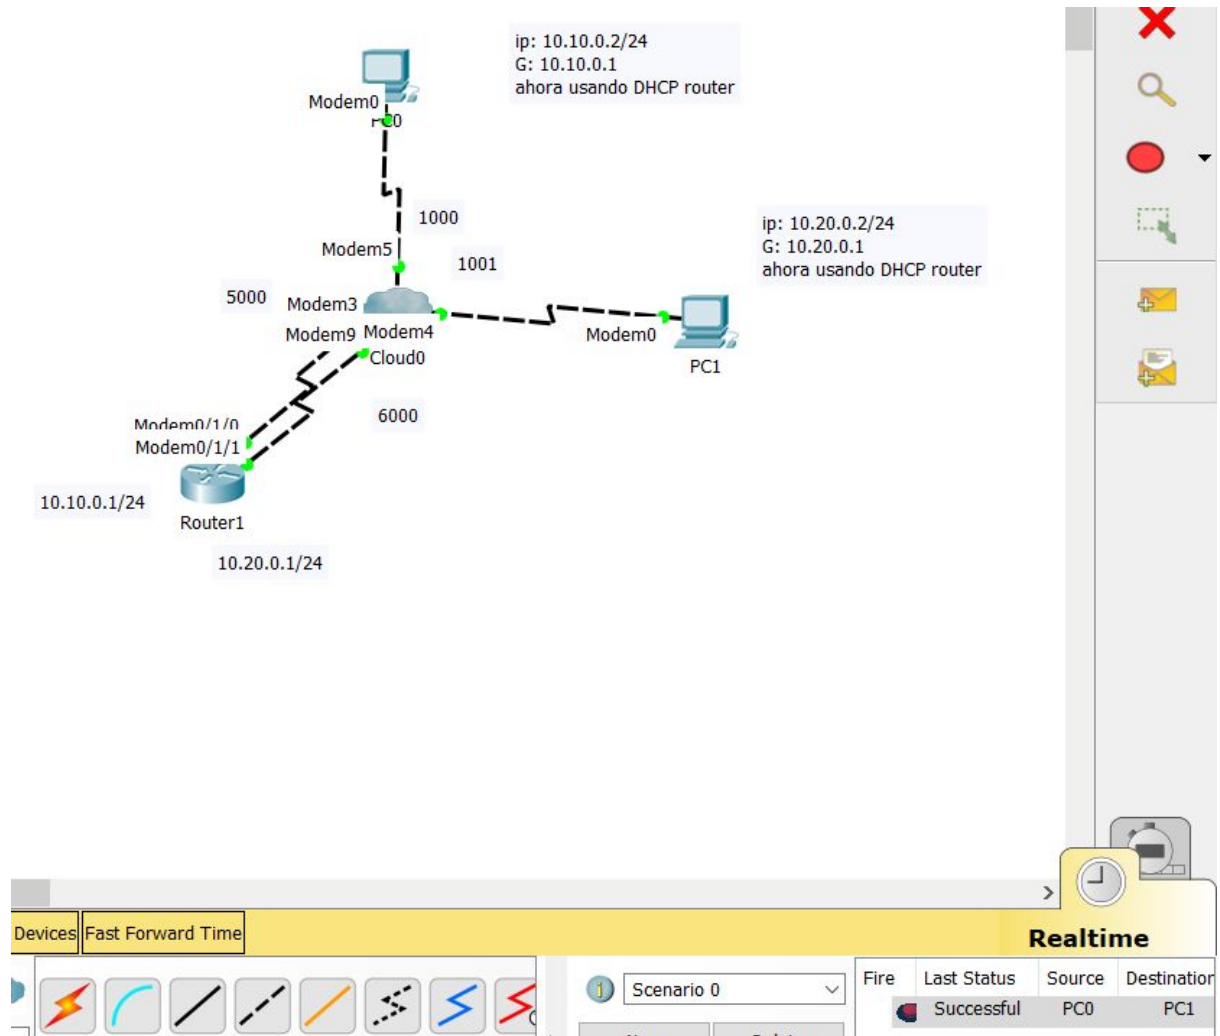 ip: 10.10.0.2/24
G: 10.10.0.1
ahora usando DHCP router
Modem0
1000
Modem5
1001
ip: 10.20.0.2/24
G: 10.20.0.1
ahora usando DHCP router
5000
Modem3
Modem9
Modem4
Cloud0
Modem0
PC1
6000
Modem0/1/0
Modem0/1/1
10.10.0.1/24
Router1
10.20.0.1/24
Devices
Fast Forward Time
Realtime
Scenario 0
Fire Last Status Source Destination
Successful PC0 PC1